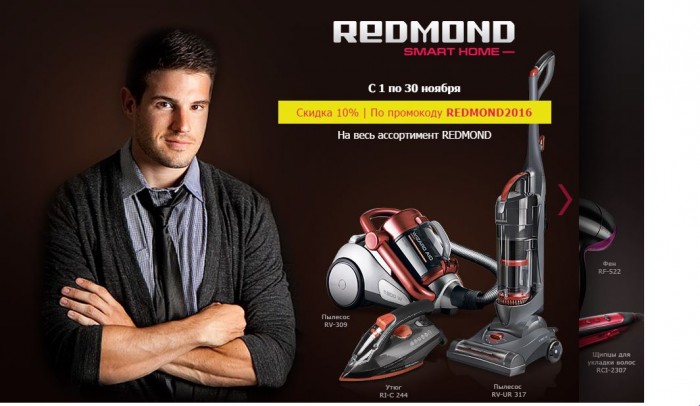 REDMOND
SMART HOME
С 1 по 30 ноября
Скидка 10% | По промокоду REDMOND2016
На весь ассортимент REDMOND
Пылесос
RV-309
Утюг
RI-C 244
Пылесос
RV-UR 317
Фен
RF-522
Щипцы для
укладки волос
RCI-2307